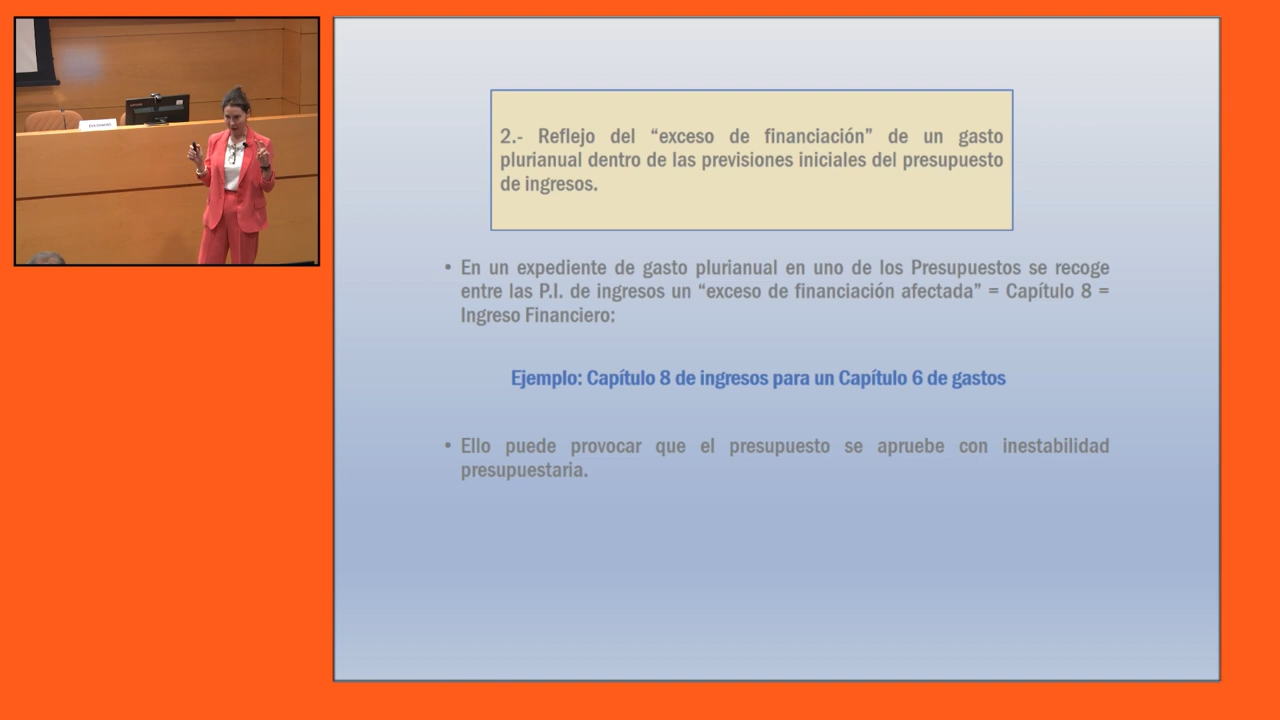 2.- Reflejo del “exceso de financiación” de un gasto
plurianual dentro de las previsiones iniciales del presupuesto
de ingresos.
• En un expediente de gasto plurianual en uno de los Presupuestos se recoge
entre las P.I. de ingresos un “exceso de financiación afectada” = Capítulo 8 =
Ingreso Financiero:
Ejemplo: Capítulo 8 de ingresos para un Capítulo 6 de gastos
• Ello puede provocar que el presupuesto se apruebe con inestabilidad
presupuestaria.